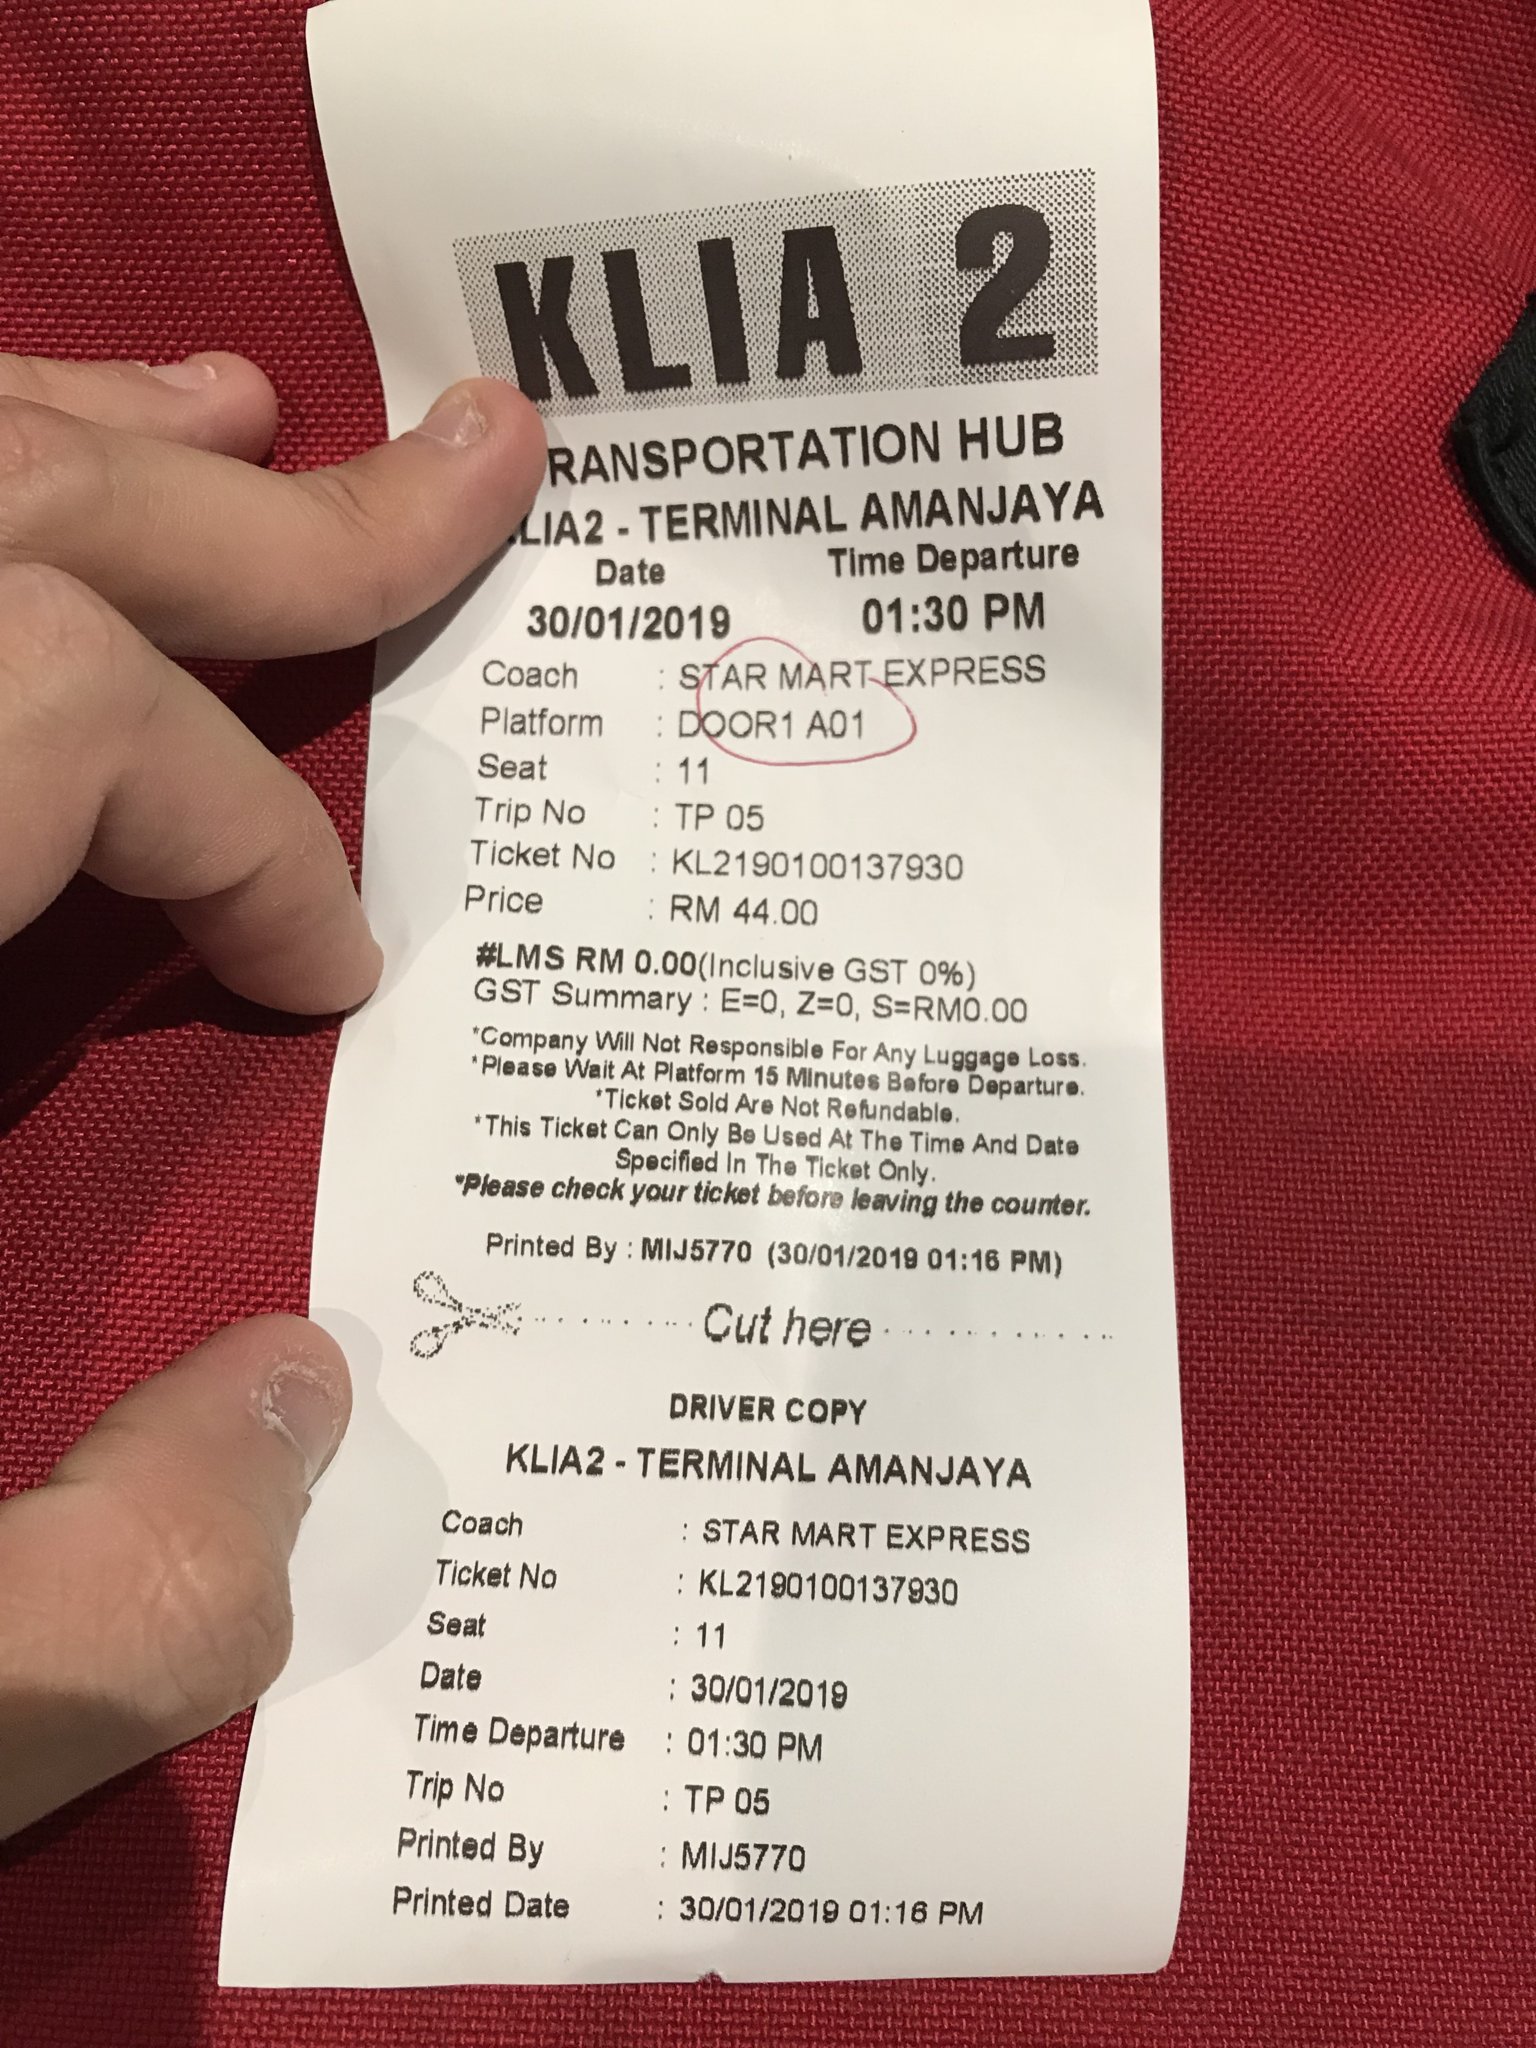 KLIA 2
RANSPORTATION HUB
LIA2 - TERMINAL AMANJAYA
Date Time Departure
30/01/2019 01:30 PM
Coach : STAR MART EXPRESS
Platform : DOOR1 A01
Seat : 11
Trip No : TP 05
Ticket No : KL2190100137930
Price : RM 44.00
#LMS RM 0.00(Inclusive GST 0%)
GST Summary : E=0, Z=0, S=RM0.00
*Company Will Not Responsible For Any Luggage Loss.
*Please Wait At Platform 15 Minutes Before Departure.
*Ticket Sold Are Not Refundable.
*This Ticket Can Only Be Used At The Time And Date
Specified In The Ticket Only.
*Please check your ticket before leaving the counter.
Printed By : MIJ5770 (30/01/2019 01:16 PM)
Cut here
DRIVER COPY
KLIA2 - TERMINAL AMANJAYA
Coach : STAR MART EXPRESS
Ticket No : KL2190100137930
Seat : 11
Date : 30/01/2019
Time Departure : 01:30 PM
Trip No : TP 05
Printed By : MIJ5770
Printed Date : 30/01/2019 01:16 PM